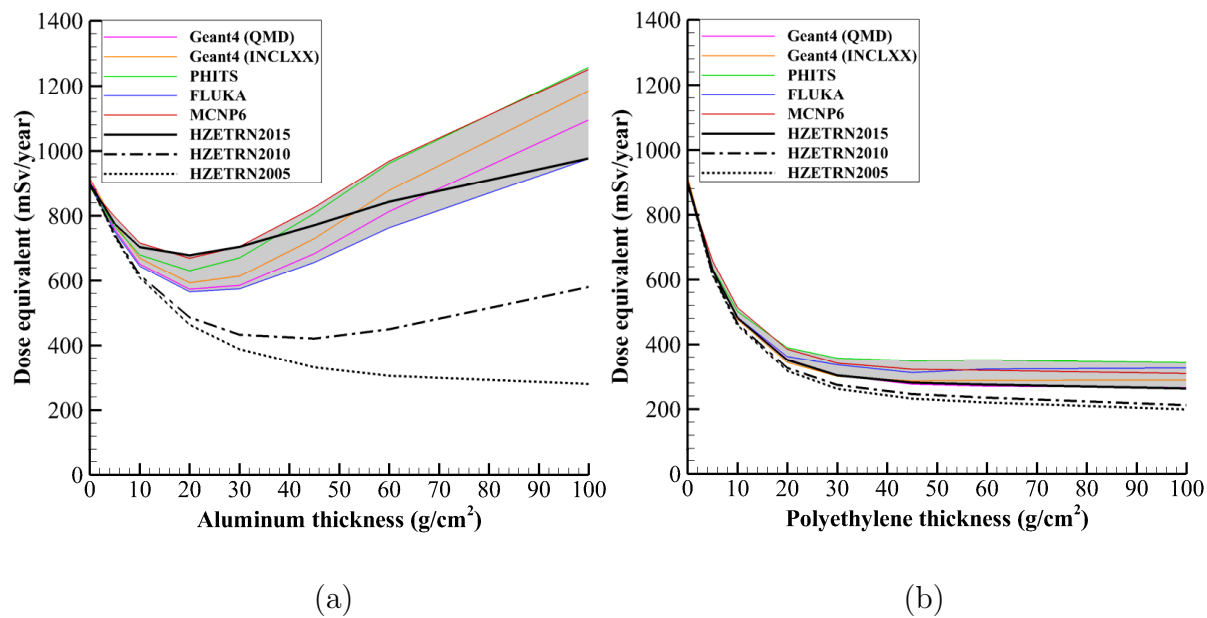 1400
1200
1000
800
600
400
200
0
Dose equivalent (mSv/year)
Geant4 (QMD)
Geant4 (INCLXX)
PHITS
FLUKA
MCNP6
HZETRN2015
HZETRN2010
HZETRN2005
0 10 20 30 40 50 60 70 80 90 100
Aluminum thickness (g/cm²)
(a)
1400
1200
1000
800
600
400
200
0
Dose equivalent (mSv/year)
Geant4 (QMD)
Geant4 (INCLXX)
PHITS
FLUKA
MCNP6
HZETRN2015
HZETRN2010
HZETRN2005
0 10 20 30 40 50 60 70 80 90 100
Polyethylene thickness (g/cm²)
(b)